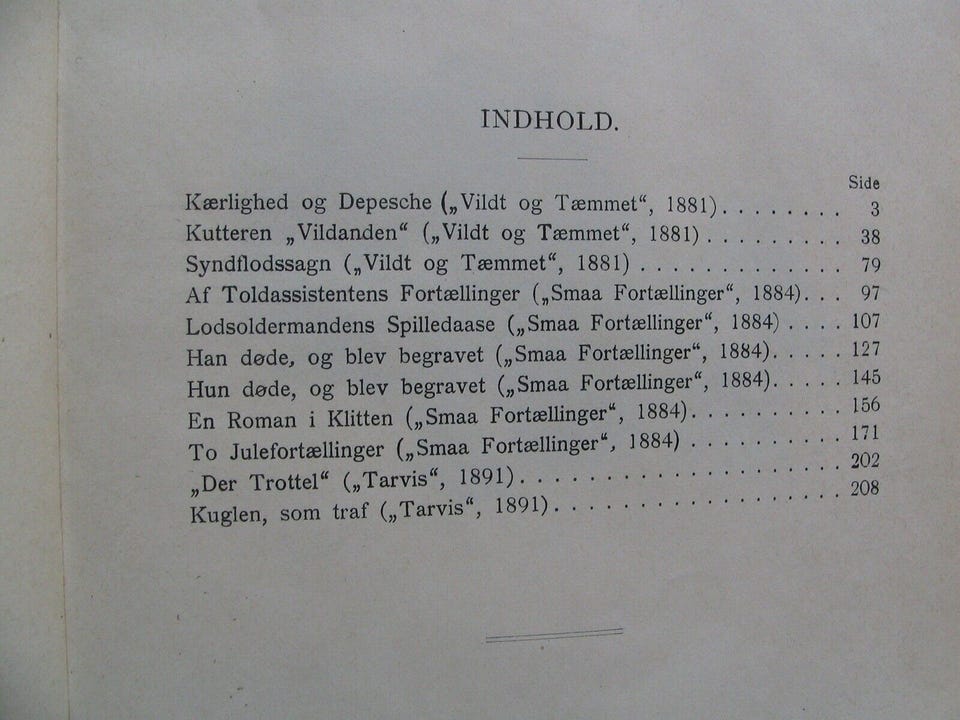 INDHOLD.
Side
Kærlighed og Depesche („Vildt og Tæmmet“, 1881) . . . . . . . . 3
Kutteren „Vildanden“ („Vildt og Tæmmet“, 1881) . . . . . . . . . 38
Syndflodssagn („Vildt og Tæmmet“, 1881) . . . . . . . . . . . . . 79
Af Toldassistentens Fortællinger („Smaa Fortællinger“, 1884) . . . 97
Lodsoldermandens Spilledaase („Smaa Fortællinger“, 1884) . . . . 107
Han døde, og blev begravet („Smaa Fortællinger“, 1884) . . . . . 127
Hun døde, og blev begravet („Smaa Fortællinger“, 1884) . . . . . 145
En Roman i Klitten („Smaa Fortællinger“, 1884) . . . . . . . . . . 156
To Julefortællinger („Smaa Fortællinger“, 1884) . . . . . . . . . . 171
„Der Trottel“ („Tarvis“, 1891) . . . . . . . . . . . . . . . . . . . . 202
Kuglen, som traf („Tarvis“, 1891) . . . . . . . . . . . . . . . . . . 208